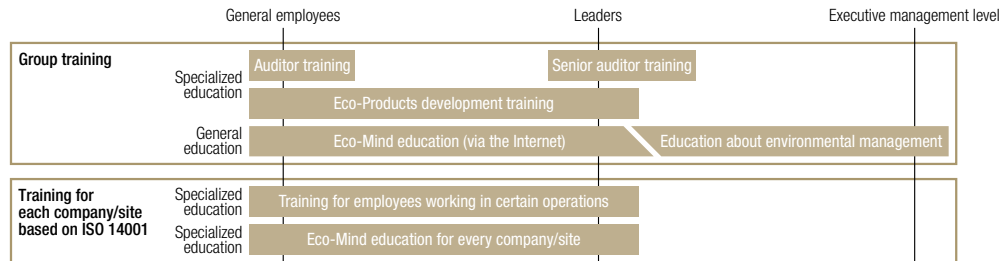 General employees
Leaders
Executive management level
Group training
Specialized
education
Auditor training
Senior auditor training
Eco-Products development training
General
education
Eco-Mind education (via the Internet)
Education about environmental management
Training for
each company/site
based on ISO 14001
Specialized
education
Training for employees working in certain operations
Specialized
education
Eco-Mind education for every company/site